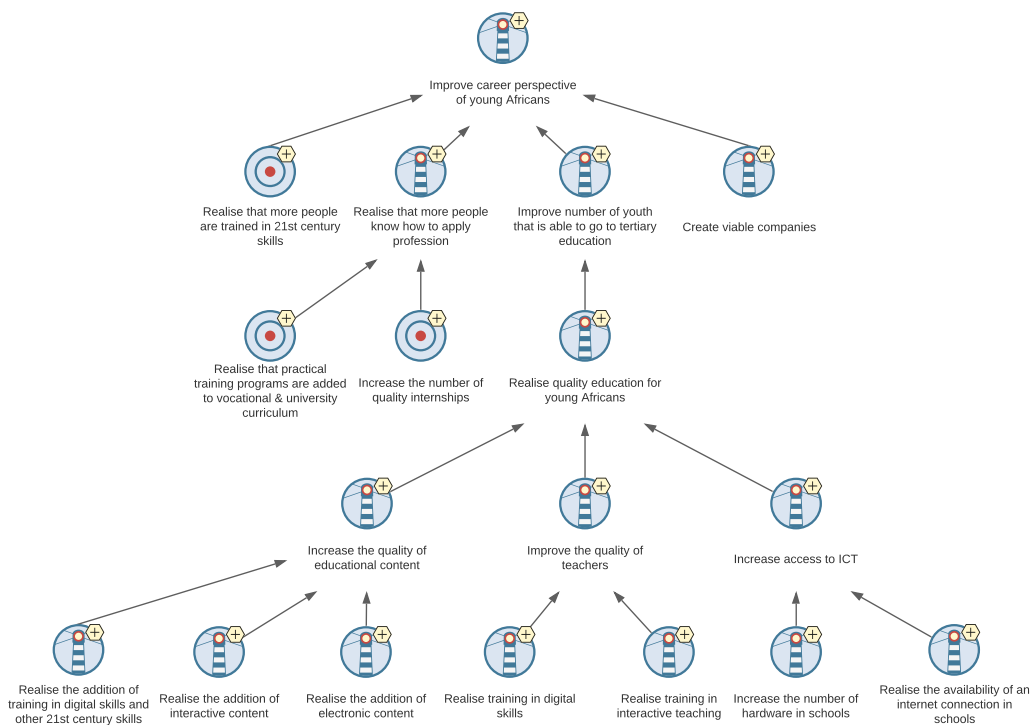 Improve career perspective
of young Africans
Realise that more people
are trained in 21st century
skills
Realise that more people
know how to apply
profession
Improve number of youth
that is able to go to tertiary
education
Create viable companies
Realise that practical
training programs are added
to vocational & university
curriculum
Increase the number of
quality internships
Realise quality education for
young Africans
Increase the quality of
educational content
Improve the quality of
teachers
Increase access to ICT
Realise the addition of
training in digital skills and
other 21st century skills
Realise the addition of
interactive content
Realise the addition of
electronic content
Realise training in digital
skills
Realise training in
interactive teaching
Increase the number of
hardware in schools
Realise the availability of an
internet connection in
schools